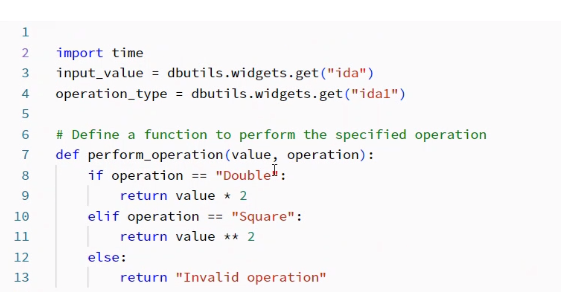 1
2 import time
3 input_value = dbutils.widgets.get("ida")
4 operation_type = dbutils.widgets.get("ida1")
5
6 # Define a function to perform the specified operation
7 def perform_operation(value, operation):
8     if operation == "Double":
9         return value * 2
10     elif operation == "Square":
11         return value ** 2
12     else:
13         return "Invalid operation"